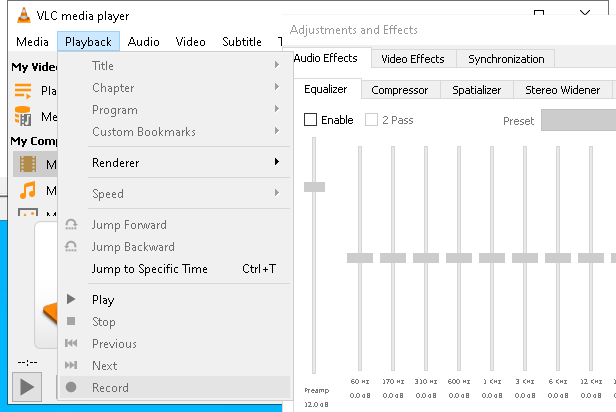 VLC media player
Media Playback Audio Video Subtitle
My Vide
Pla
Me
My Comp
M
M
M
--:--
Title
Chapter
Program
Custom Bookmarks
Renderer
Speed
Jump Forward
Jump Backward
Jump to Specific Time Ctrl+T
Play
Stop
Previous
Next
Record
Adjustments and Effects
Audio Effects Video Effects Synchronization
Equalizer Compressor Spatializer Stereo Widener
Enable 2 Pass Preset
60 Hz 170 Hz 310 Hz 600 Hz 1 KHz 3 KHz 6 KHz 12 KHz
Preamp 0.0 dB 0.0 dB 0.0 dB 0.0 dB 0.0 dB 0.0 dB 0.0 dB 0.0 dB
12.0 dB